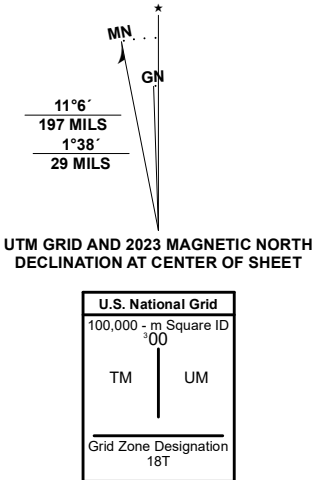 ★
MN
GN
11°6´
197 MILS
1°38´
29 MILS
UTM GRID AND 2023 MAGNETIC NORTH
DECLINATION AT CENTER OF SHEET
U.S. National Grid
100,000 - m Square ID
³00
TM UM
Grid Zone Designation
18T